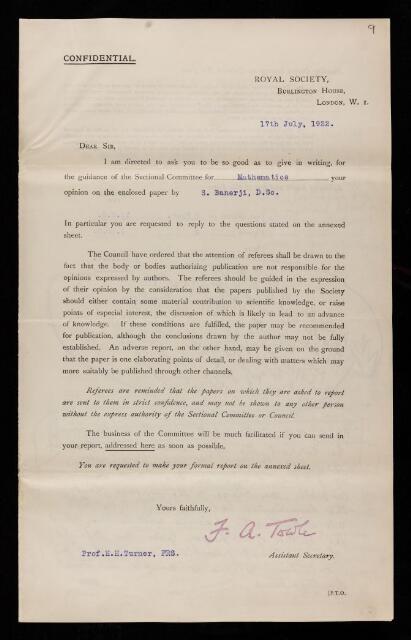 9
CONFIDENTIAL.
ROYAL SOCIETY,
BURLINGTON HOUSE,
LONDON, W. 1.
17th July, 1922.
DEAR SIR,
I am directed to ask you to be so good as to give in writing, for
the guidance of the Sectional Committee for Mathematics your
opinion on the enclosed paper by S. Banerji, D.Sc.
In particular you are requested to reply to the questions stated on the annexed
sheet.
The Council have ordered that the attention of referees shall be drawn to the
fact that the body or bodies authorizing publication are not responsible for the
opinions expressed by authors. The referees should be guided in the expression
of their opinion by the consideration that the papers published by the Society
should either contain some material contribution to scientific knowledge, or raise
points of especial interest, the discussion of which is likely to lead to an advance
of knowledge. If these conditions are fulfilled, the paper may be recommended
for publication, although the conclusions drawn by the author may not be fully
established. An adverse report, on the other hand, may be given on the ground
that the paper is one elaborating points of detail, or dealing with matters which may
more suitably be published through other channels.
Referees are reminded that the papers on which they are asked to report
are sent to them in strict confidence, and may not be shown to any other person
without the express authority of the Sectional Committee or Council.
The business of the Committee will be much facilitated if you can send in
your report, addressed here as soon as possible.
You are requested to make your formal report on the annexed sheet.
Yours faithfully,
F. A. Towle
Prof.H.H.Turner, FRS. Assistant Secretary.
[P.T.O.